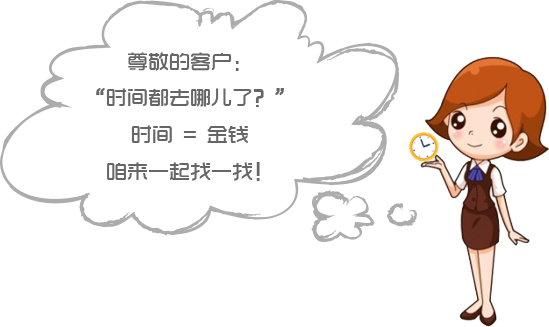 尊敬的客户：
“时间都去哪儿了？”
时间 = 金钱
咱来一起找一找！